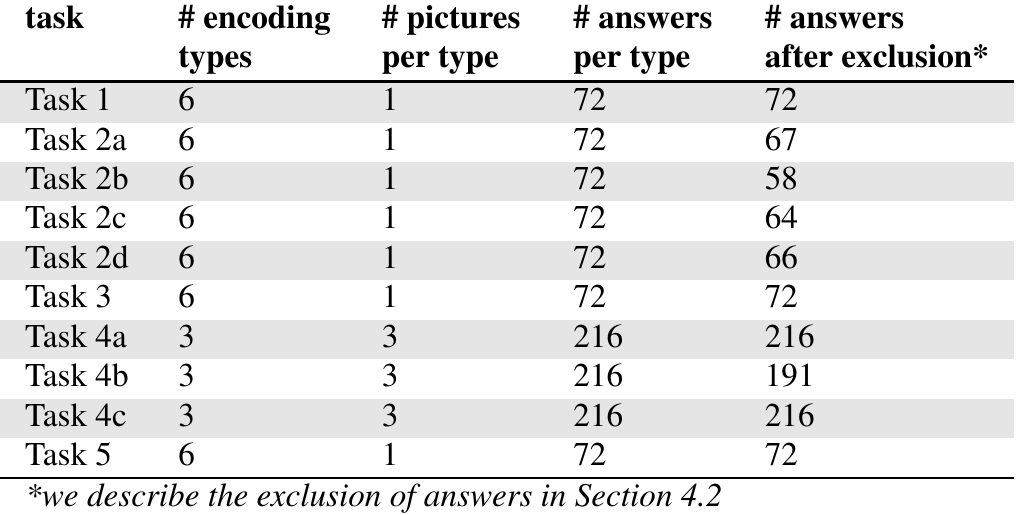 task # encoding # pictures # answers # answers
types per type per type after exclusion*
Task 1 6 1 72 72
Task 2a 6 1 72 67
Task 2b 6 1 72 58
Task 2c 6 1 72 64
Task 2d 6 1 72 66
Task 3 6 1 72 72
Task 4a 3 3 216 216
Task 4b 3 3 216 191
Task 4c 3 3 216 216
Task 5 6 1 72 72
*we describe the exclusion of answers in Section 4.2